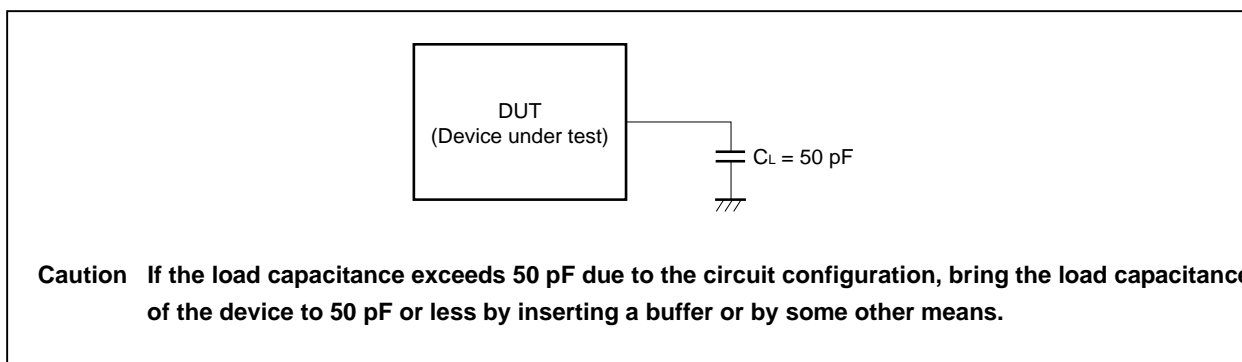 DUT
(Device under test)
CL = 50 pF
Caution If the load capacitance exceeds 50 pF due to the circuit configuration, bring the load capacitance
of the device to 50 pF or less by inserting a buffer or by some other means.